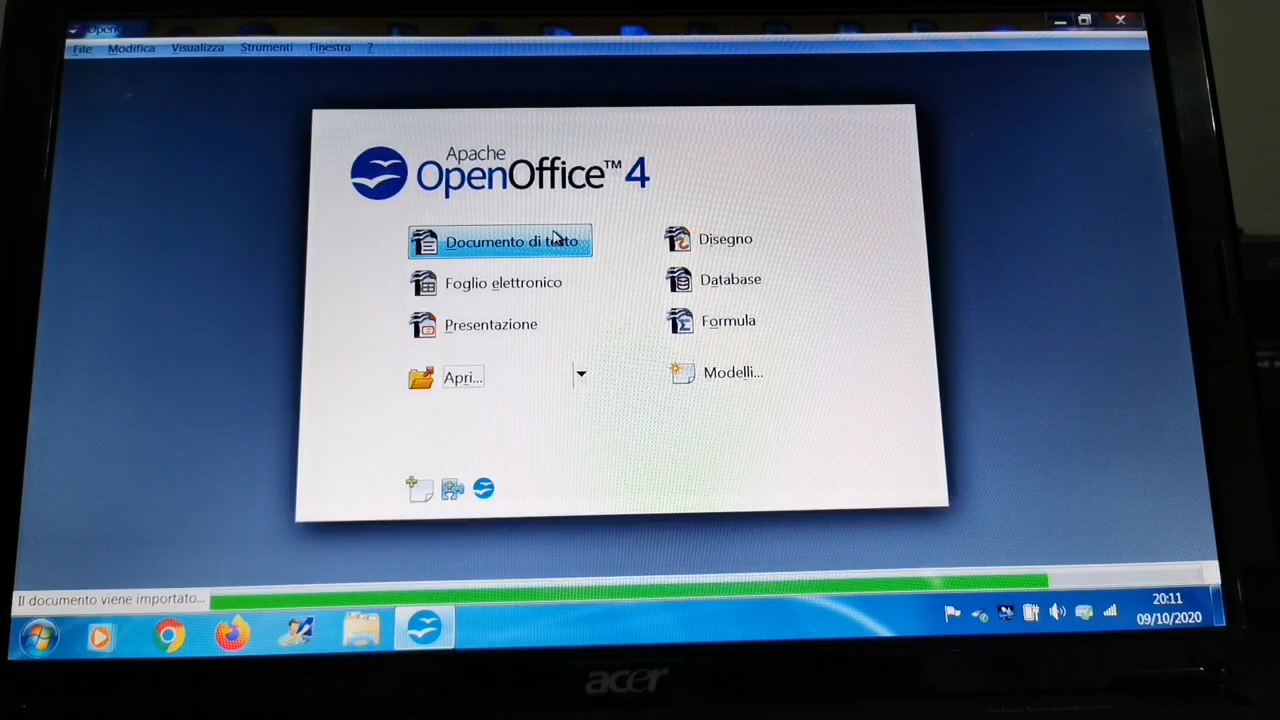 File Modifica Visualizza Strumenti Finestra ?
Apache
OpenOffice™ 4
Documento di testo
Disegno
Foglio elettronico
Database
Presentazione
Formula
Apri...
Modelli...
Il documento viene importato...
20:11
09/10/2020
acer